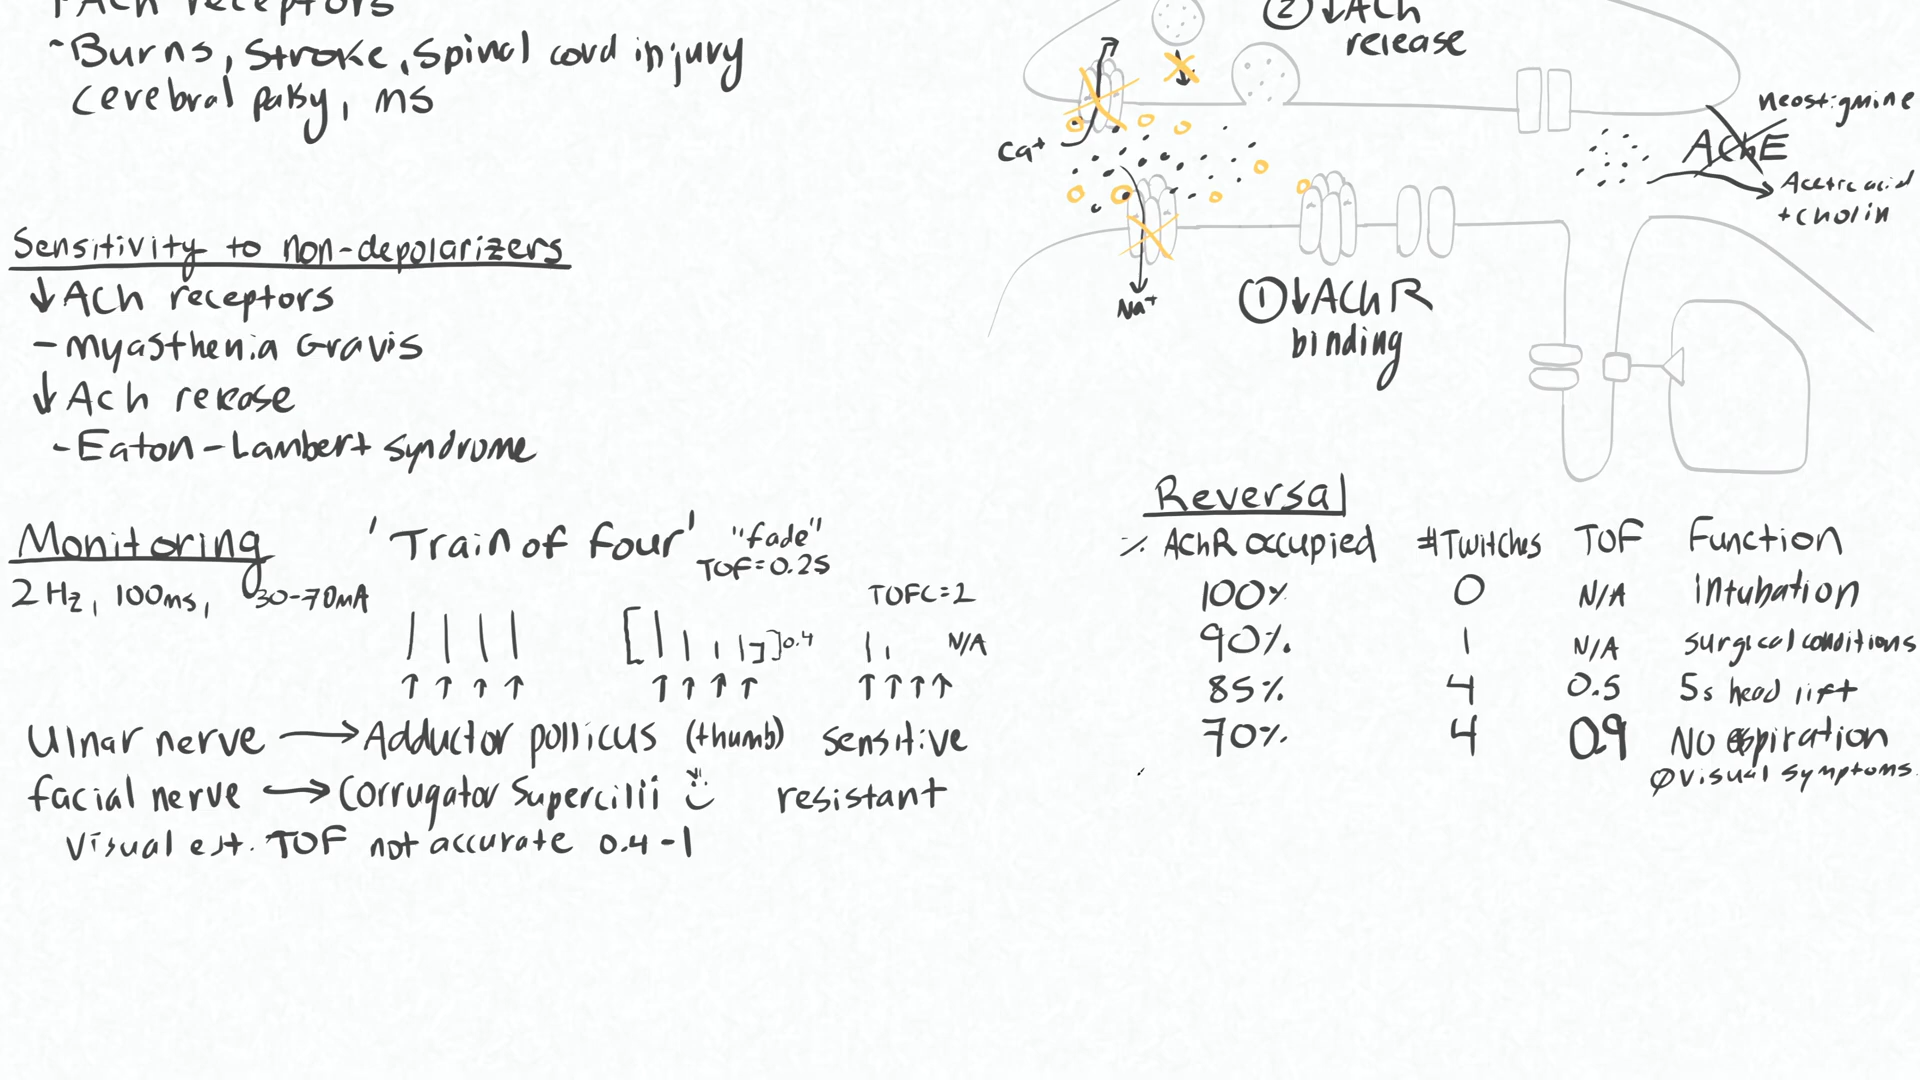 ↑ACh receptors
~Burns, Stroke, Spinal cord injury
cerebral palsy, ms
Sensitivity to non-depolarizers
↓ACh receptors
- Myasthenia Gravis
↓Ach release
- Eaton-Lambert syndrome
Monitoring
2Hz, 100ms, 30-70mA
'Train of four'
"fade"
TOF=0.25
TOFC=2
0.4
N/A
Ulnar nerve → Adductor pollicus (thumb) sensitive
facial nerve → Corrugator Supercilii resistant
Visual est. TOF not accurate 0.4-1
② ↓ACh
release
Ca+
Na+
① ↓AChR
binding
neostigmine
AChE
Acetic acid
+cholin
Reversal
% AchR occupied #Twitches TOF Function
100% 0 N/A intubation
90% 1 N/A surgical conditions
85% 4 0.5 5s head lift
70% 4 0.9 No aspiration
∅visual symptoms